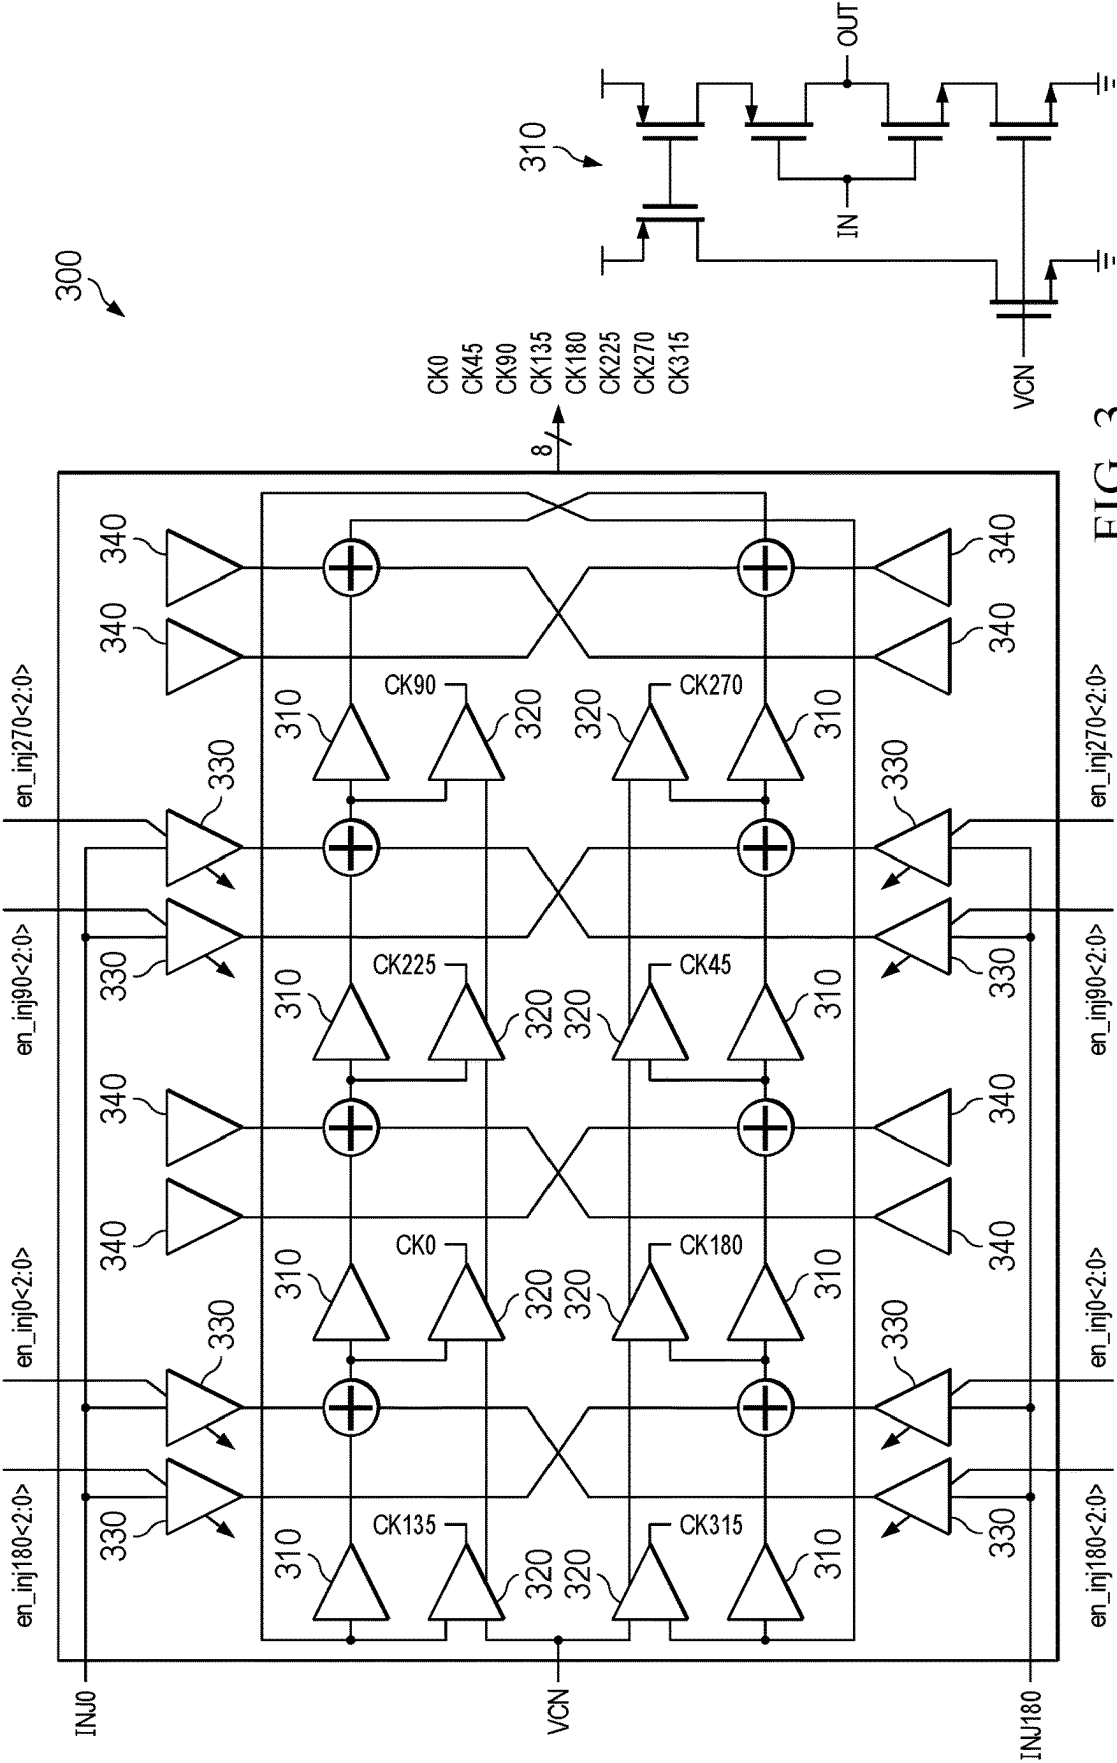 en_inj180<2:0>
en_inj0<2:0>
en_inj90<2:0>
en_inj270<2:0>
300
INJ0
330
330
340
340
330
330
340
340
310
310
310
310
CK135
CK0
CK225
CK90
320
320
320
320
VCN
8
CK0
CK45
CK90
CK135
CK180
CK225
CK270
CK315
320
320
320
320
CK315
CK180
CK45
CK270
310
310
310
310
330
330
340
340
330
330
340
340
INJ180
en_inj180<2:0>
en_inj0<2:0>
en_inj90<2:0>
en_inj270<2:0>
310
IN
OUT
VCN
FIG. 3